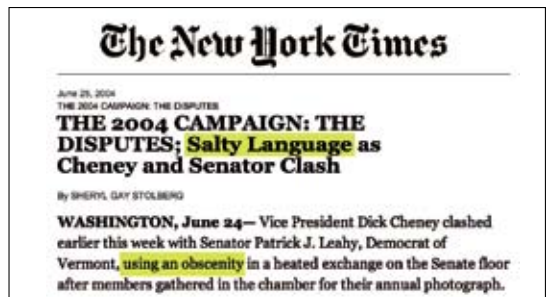 The New York Times
June 25, 2004
THE 2004 CAMPAIGN: THE DISPUTES
THE 2004 CAMPAIGN: THE
DISPUTES; Salty Language as
Cheney and Senator Clash
By SHERYL GAY STOLBERG
WASHINGTON, June 24— Vice President Dick Cheney clashed
earlier this week with Senator Patrick J. Leahy, Democrat of
Vermont, using an obscenity in a heated exchange on the Senate floor
after members gathered in the chamber for their annual photograph.